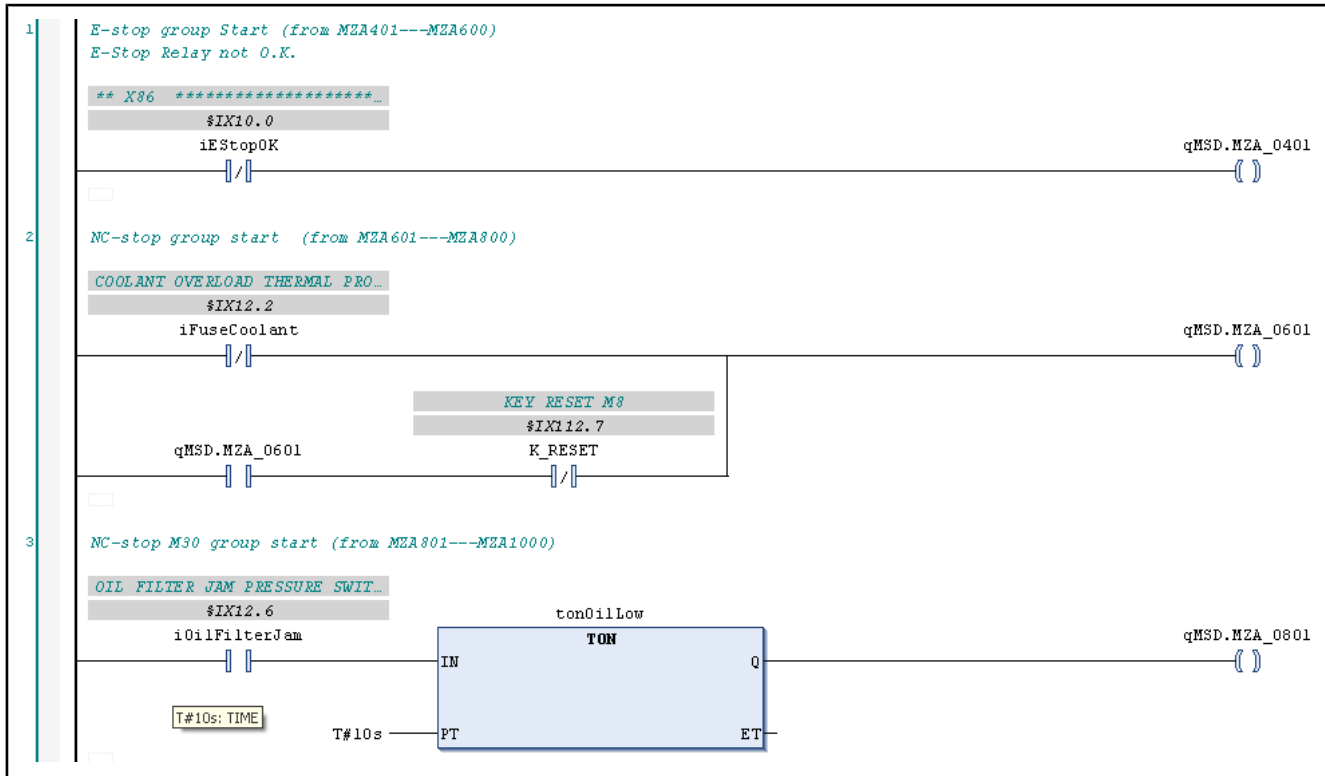 1
E-stop group Start (from MZA401---MZA600)
E-Stop Relay not O.K.
** X86 ********************…
%IX10.0
iEStopOK
qMSD.MZA_0401
2
NC-stop group start (from MZA601---MZA800)
COOLANT OVERLOAD THERMAL PRO…
%IX12.2
iFuseCoolant
qMSD.MZA_0601
KEY RESET M8
%IX112.7
qMSD.MZA_0601 K_RESET
3
NC-stop M30 group start (from MZA801---MZA1000)
OIL FILTER JAM PRESSURE SWIT…
%IX12.6
tonOilLow
iOilFilterJam
TON
qMSD.MZA_0801
IN Q
T#10s: TIME
T#10s PT ET